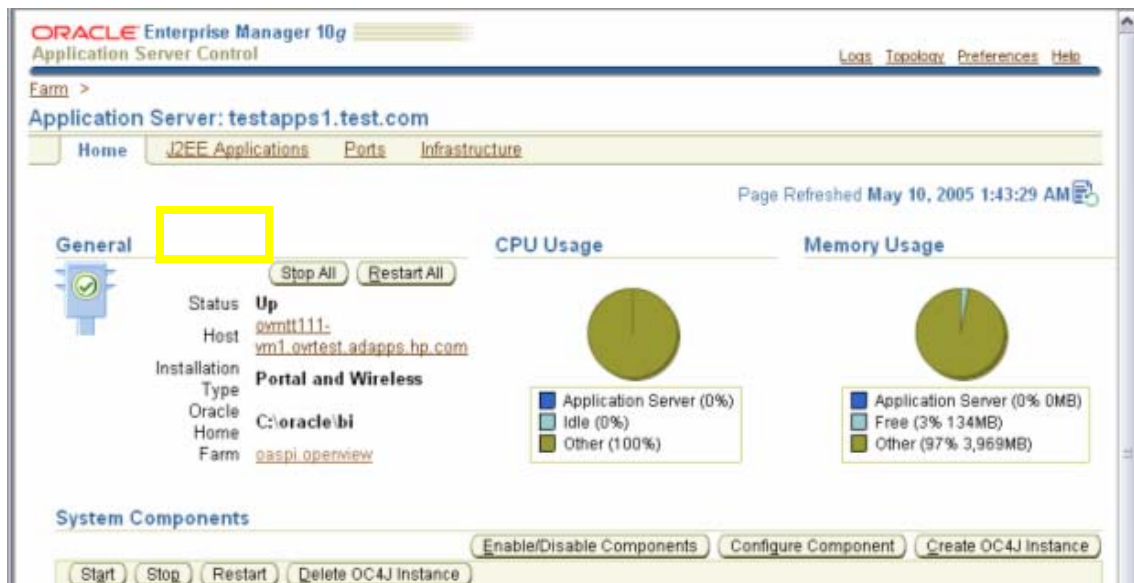 ORACLE Enterprise Manager 10g
Application Server Control
Logs Topology Preferences Help
Farm >
Application Server: testapps1.test.com
Home J2EE Applications Ports Infrastructure
Page Refreshed May 10, 2005 1:43:29 AM
General
Stop All Restart All
Status Up
Host ovrntt111-
vm1.ovrtest.adapps.hp.com
Installation
Type Portal and Wireless
Oracle
Home C:\oracle\bi
Farm oaspi.openview
CPU Usage
Application Server (0%)
Idle (0%)
Other (100%)
Memory Usage
Application Server (0% 0MB)
Free (3% 134MB)
Other (97% 3,969MB)
System Components
Enable/Disable Components Configure Component Create OC4J Instance
Start Stop Restart Delete OC4J Instance